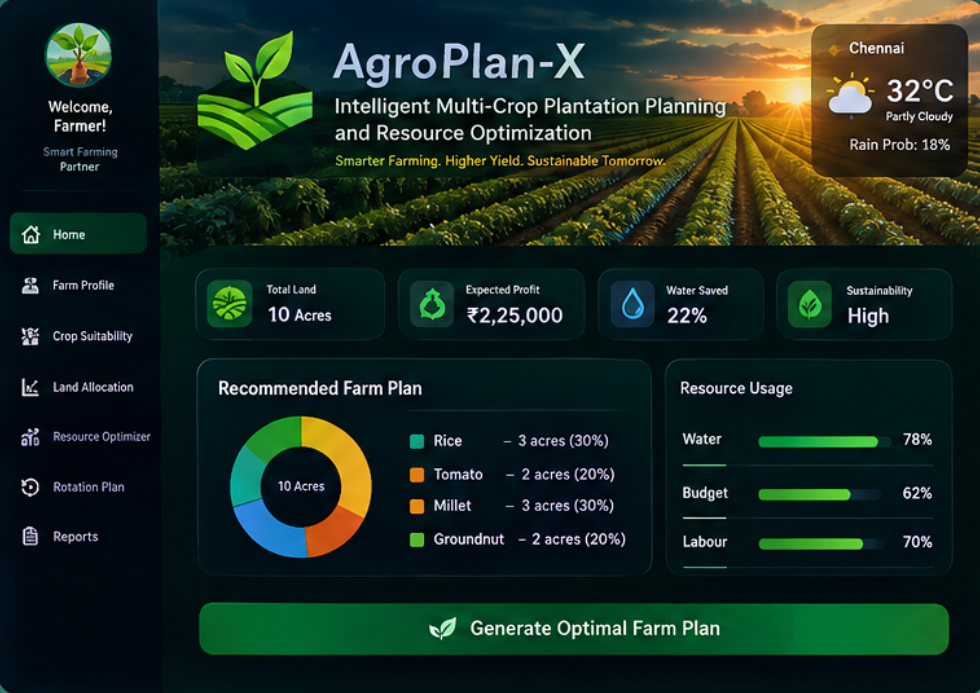 Welcome,
Farmer!
Smart Farming
Partner
Home
Farm Profile
Crop Suitability
Land Allocation
Resource Optimizer
Rotation Plan
Reports
AgroPlan-X
Intelligent Multi-Crop Plantation Planning
and Resource Optimization
Smarter Farming. Higher Yield. Sustainable Tomorrow.
Chennai
32°C
Partly Cloudy
Rain Prob: 18%
Total Land
10 Acres
Expected Profit
₹2,25,000
Water Saved
22%
Sustainability
High
Recommended Farm Plan
10 Acres
Rice – 3 acres (30%)
Tomato – 2 acres (20%)
Millet – 3 acres (30%)
Groundnut – 2 acres (20%)
Resource Usage
Water 78%
Budget 62%
Labour 70%
Generate Optimal Farm Plan